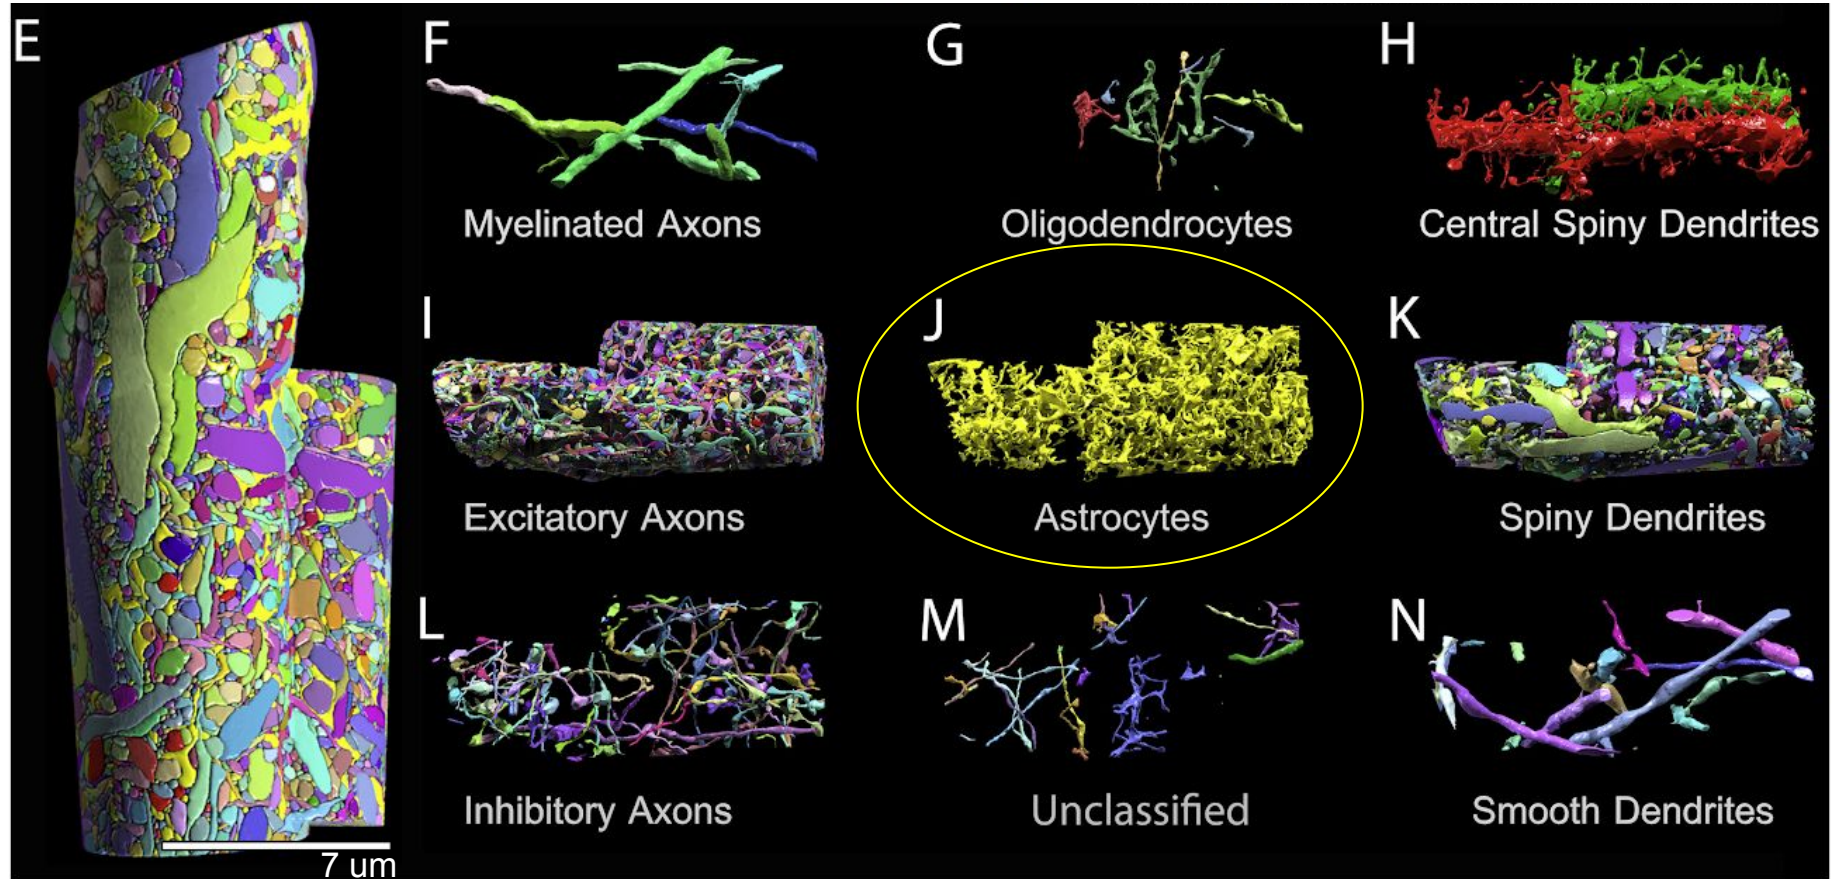 E
F
G
H
Myelinated Axons
Oligodendrocytes
Central Spiny Dendrites
I
J
K
Excitatory Axons
Astrocytes
Spiny Dendrites
L
M
N
Inhibitory Axons
Unclassified
Smooth Dendrites
7 um